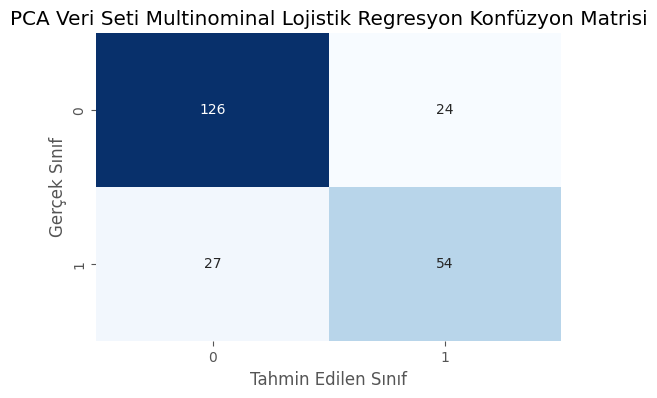 PCA Veri Seti Multinominal Lojistik Regresyon Konfüzyon Matrisi
Gerçek Sınıf
0
126
24
1
27
54
0
1
Tahmin Edilen Sınıf